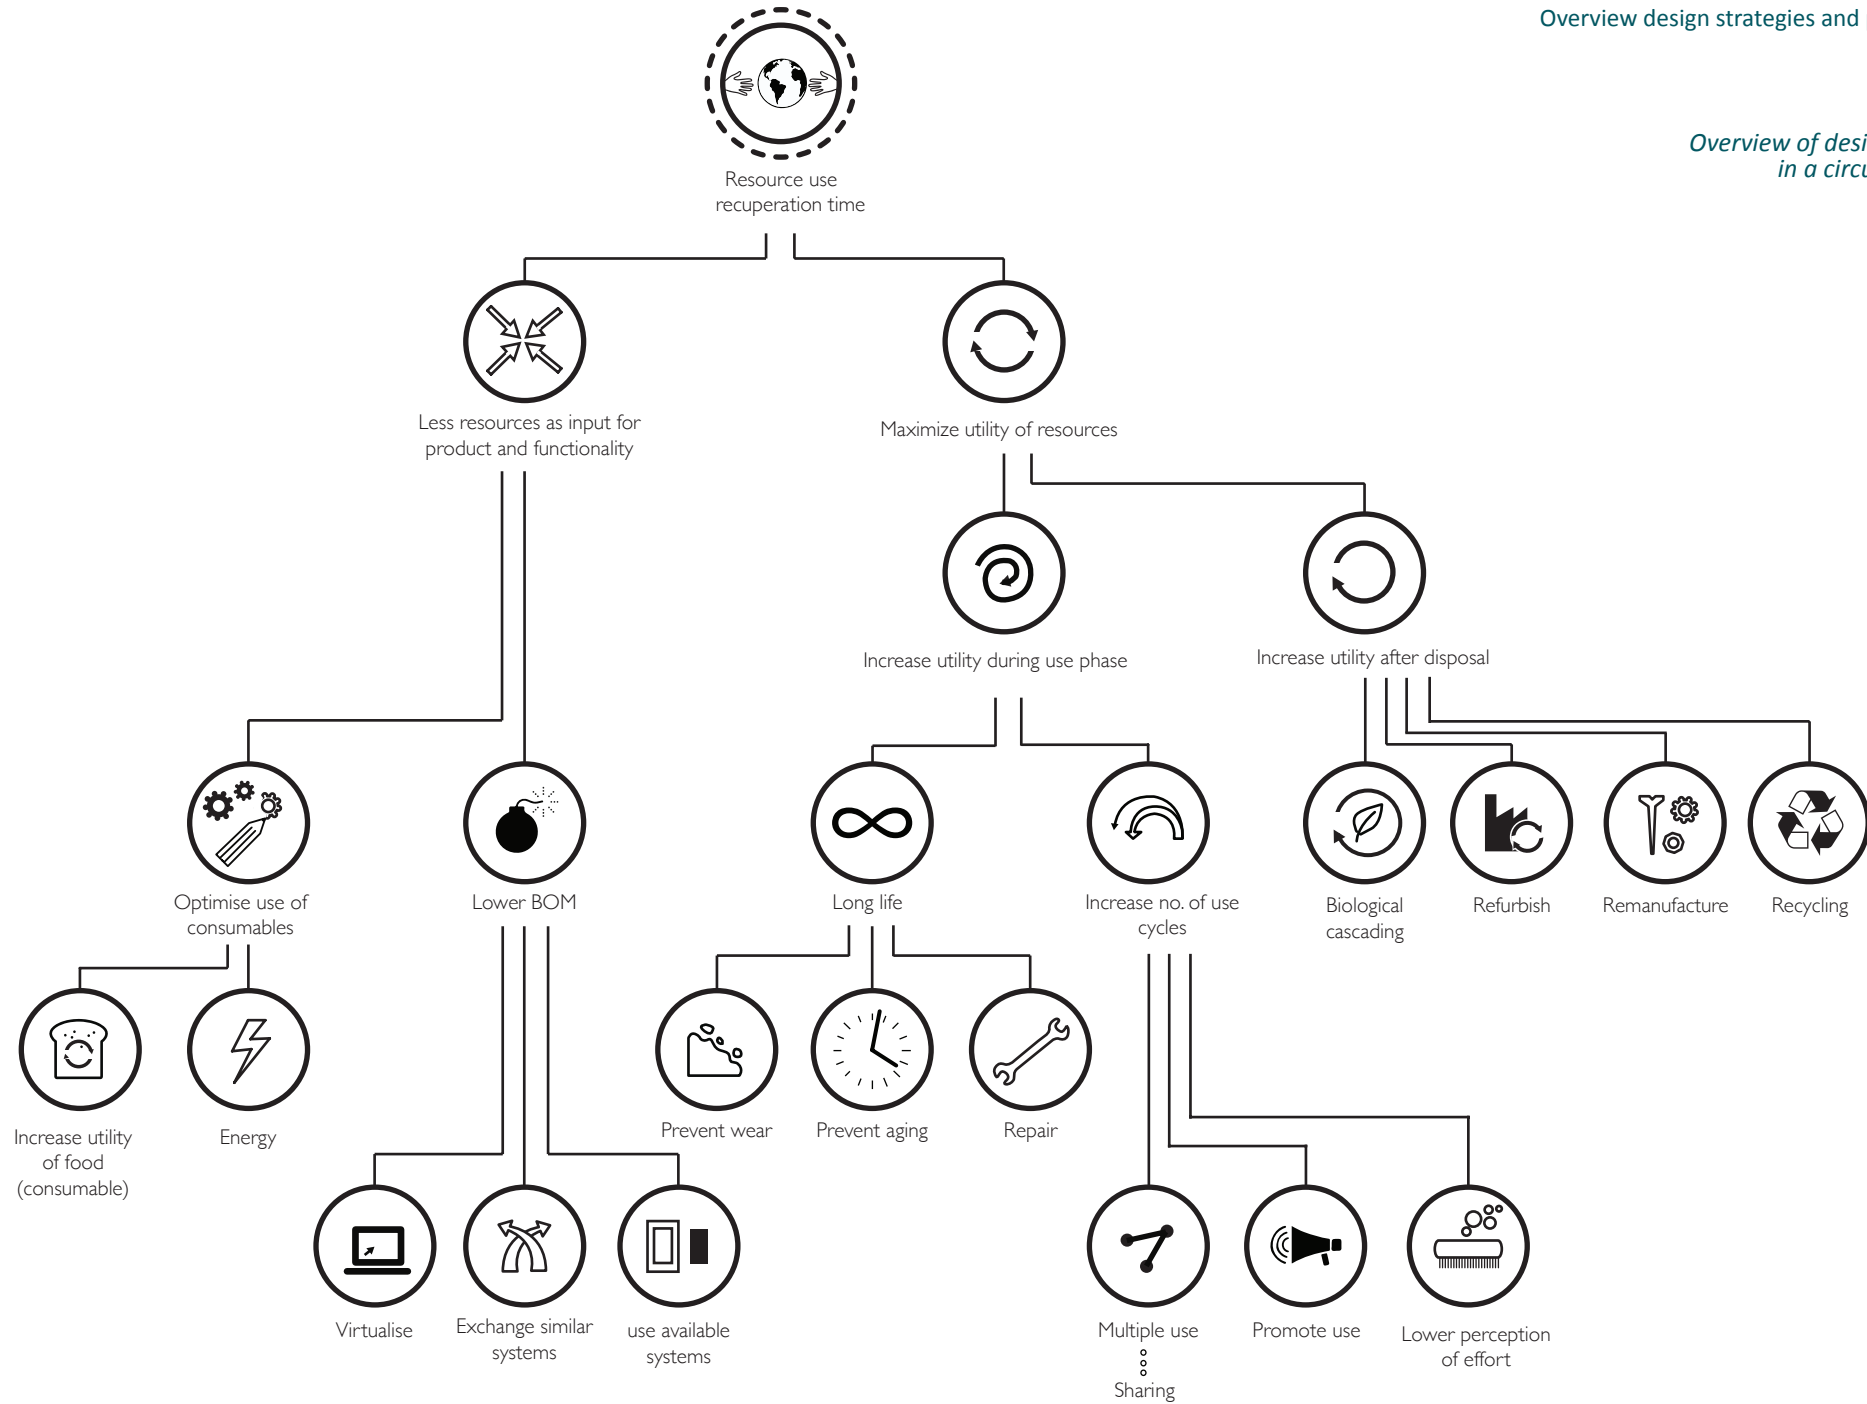 Overview design strategies and
Overview of desi
in a circu
Resource use
recuperation time
Less resources as input for
product and functionality
Maximize utility of resources
Increase utility during use phase
Increase utility after disposal
Optimise use of
consumables
Lower BOM
Long life
Increase no. of use
cycles
Biological
cascading
Refurbish
Remanufacture
Recycling
Increase utility
of food
(consumable)
Energy
Prevent wear
Prevent aging
Repair
Virtualise
Exchange similar
systems
use available
systems
Multiple use
Sharing
Promote use
Lower perception
of effort